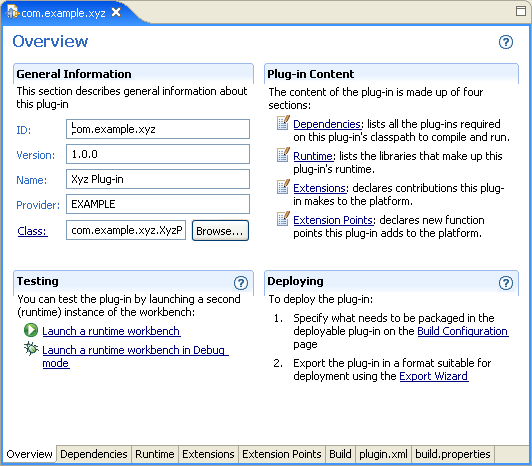 com.example.xyz
Overview
General Information
This section describes general information about
this plug-in
ID: com.example.xyz
Version: 1.0.0
Name: Xyz Plug-in
Provider: EXAMPLE
Class: com.example.xyz.XyzP Browse...
Plug-in Content
The content of the plug-in is made up of four
sections:
Dependencies: lists all the plug-ins required
on this plug-in's classpath to compile and run.
Runtime: lists the libraries that make up this
plug-in's runtime.
Extensions: declares contributions this plug-
in makes to the platform.
Extension Points: declares new function
points this plug-in adds to the platform.
Testing
You can test the plug-in by launching a second
(runtime) instance of the workbench:
Launch a runtime workbench
Launch a runtime workbench in Debug
mode
Deploying
To deploy the plug-in:
1. Specify what needs to be packaged in the
deployable plug-in on the Build Configuration
page
2. Export the plug-in in a format suitable for
deployment using the Export Wizard
Overview Dependencies Runtime Extensions Extension Points Build plugin.xml build.properties